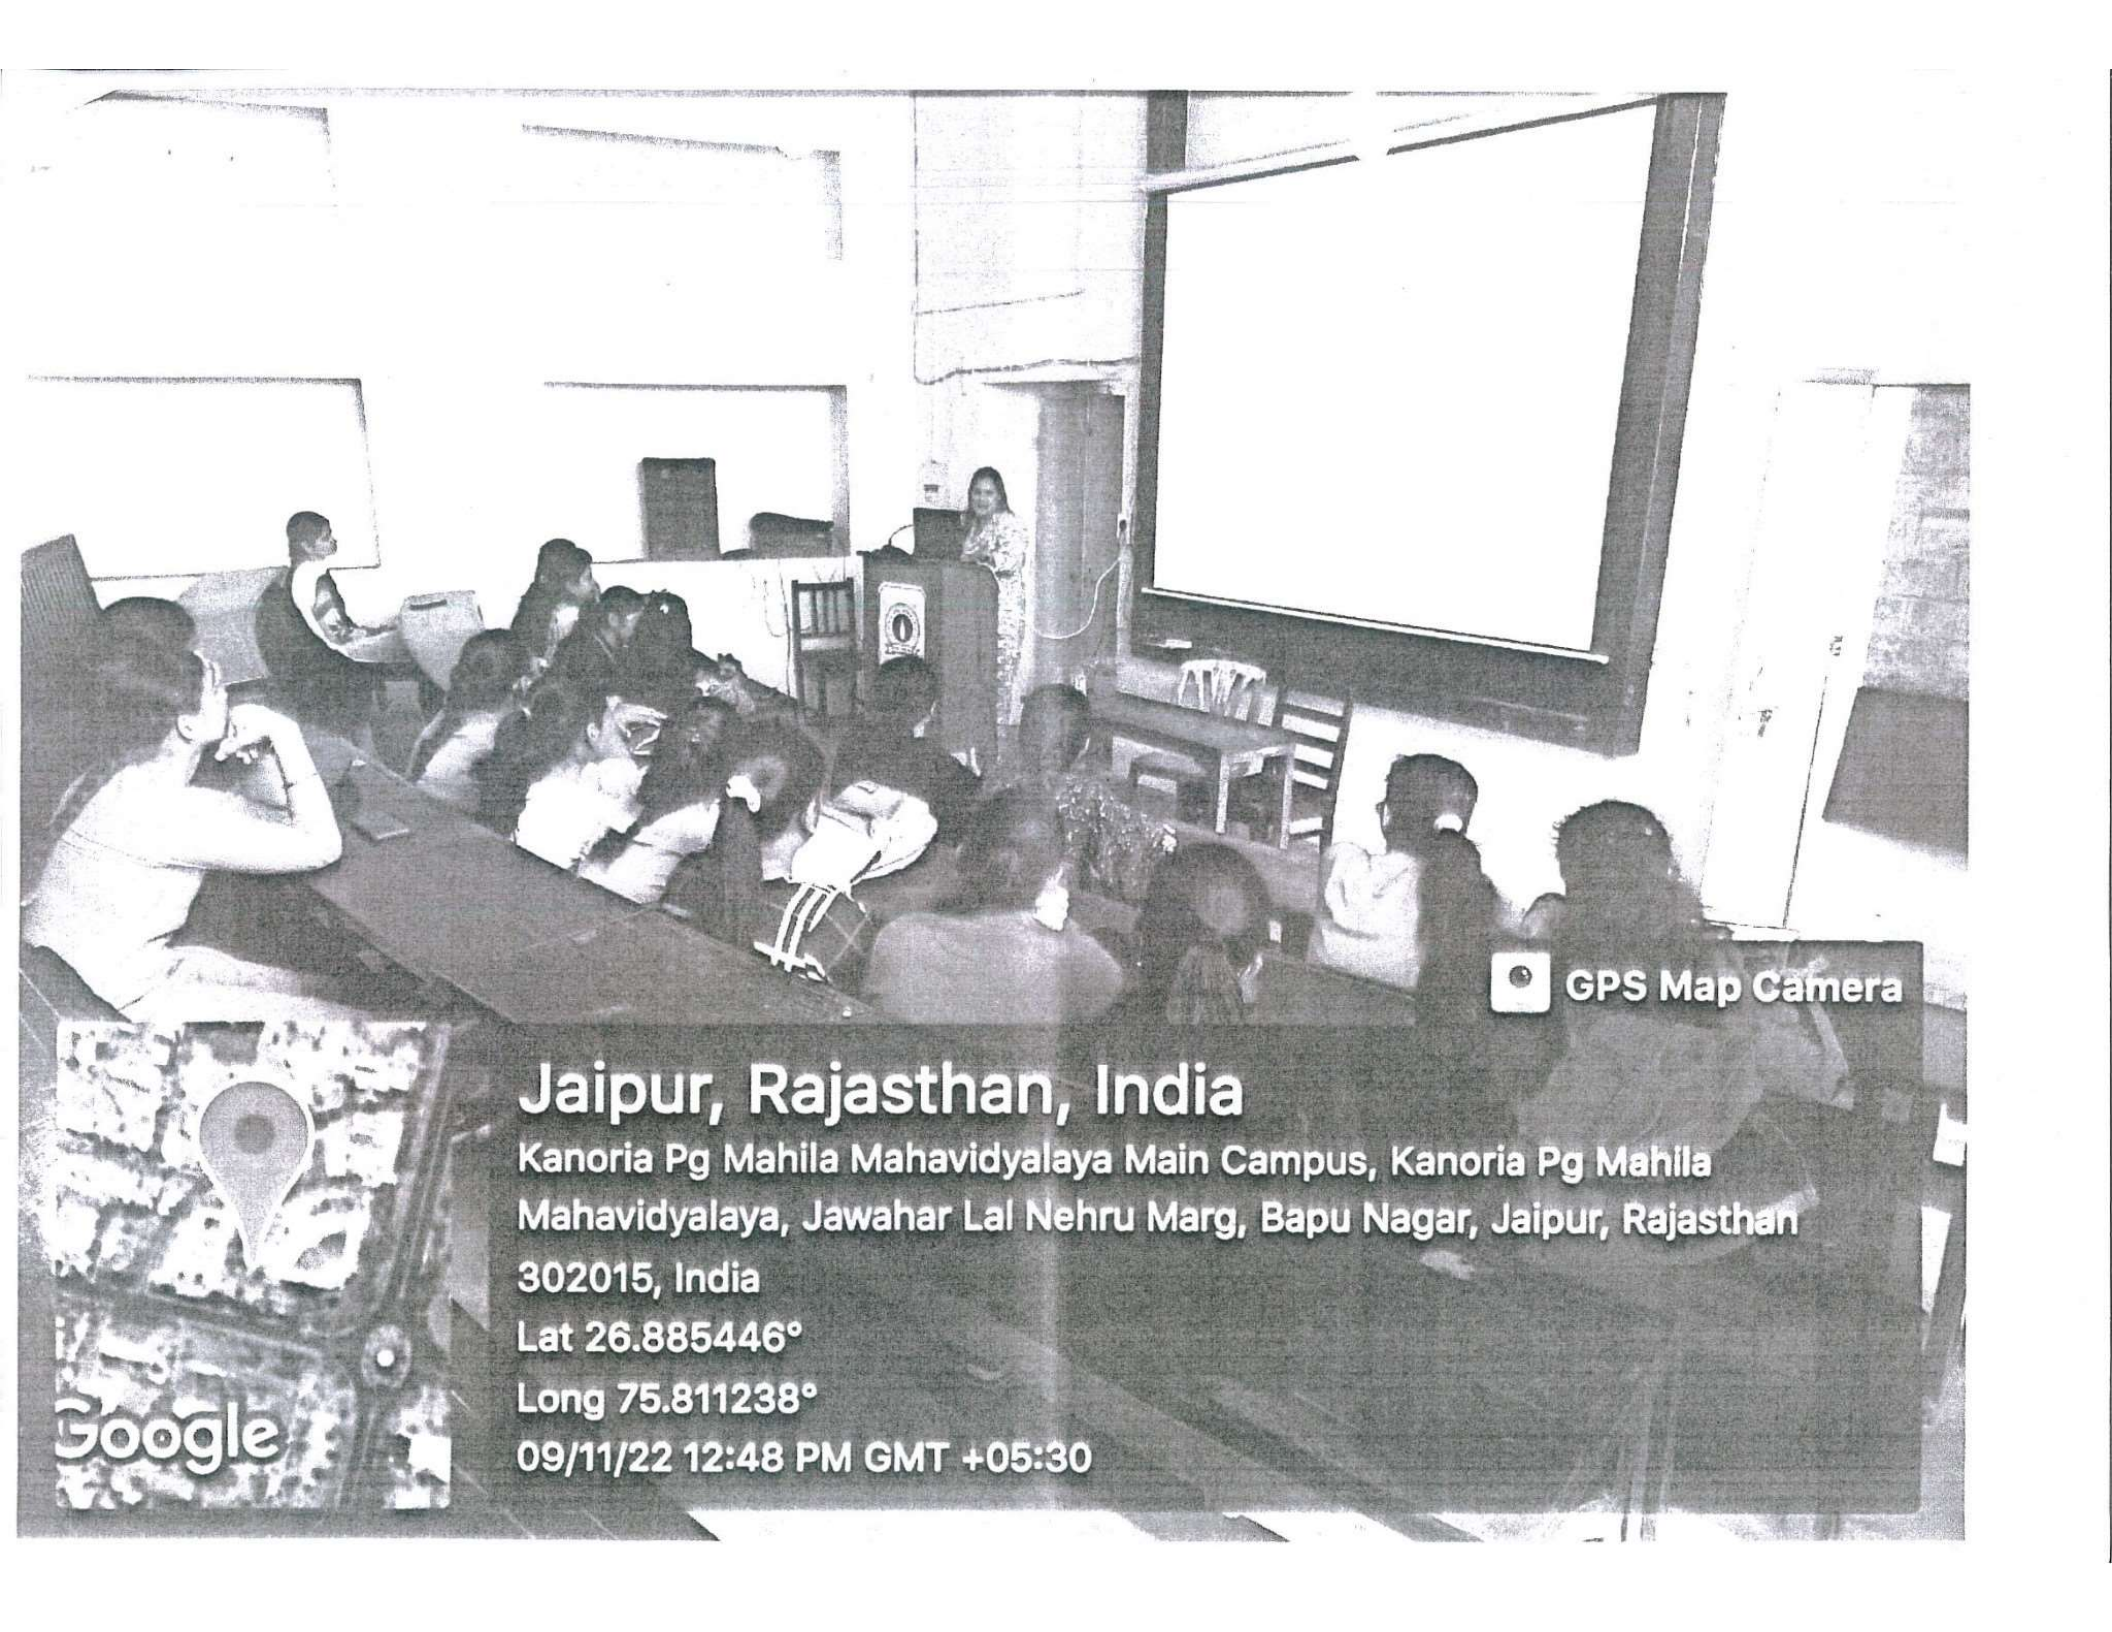 GPS Map Camera
Jaipur, Rajasthan, India
Kanoria Pg Mahila Mahavidyalaya Main Campus, Kanoria Pg Mahila
Mahavidyalaya, Jawahar Lal Nehru Marg, Bapu Nagar, Jaipur, Rajasthan
302015, India
Lat 26.885446°
Long 75.811238°
09/11/22 12:48 PM GMT +05:30
Google